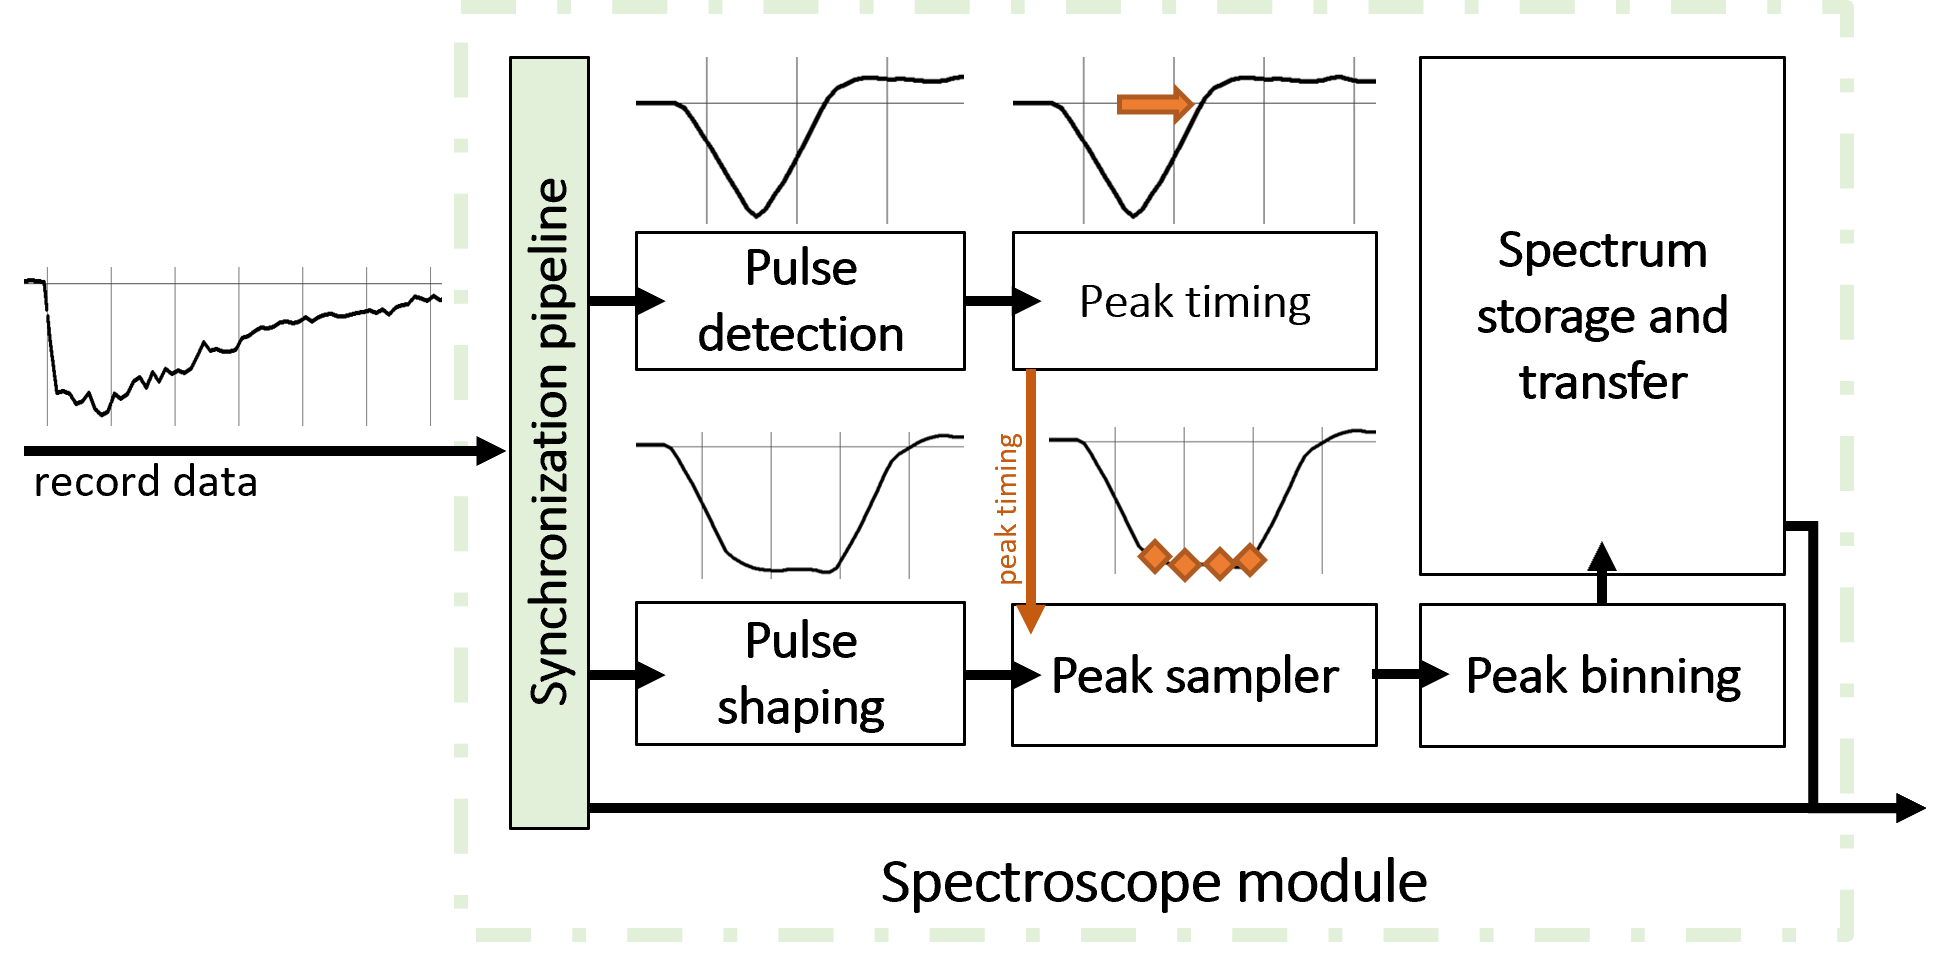 record data
Synchronization pipeline
Pulse
detection
Peak timing
peak timing
Pulse
shaping
Peak sampler
Peak binning
Spectrum
storage and
transfer
Spectroscope module